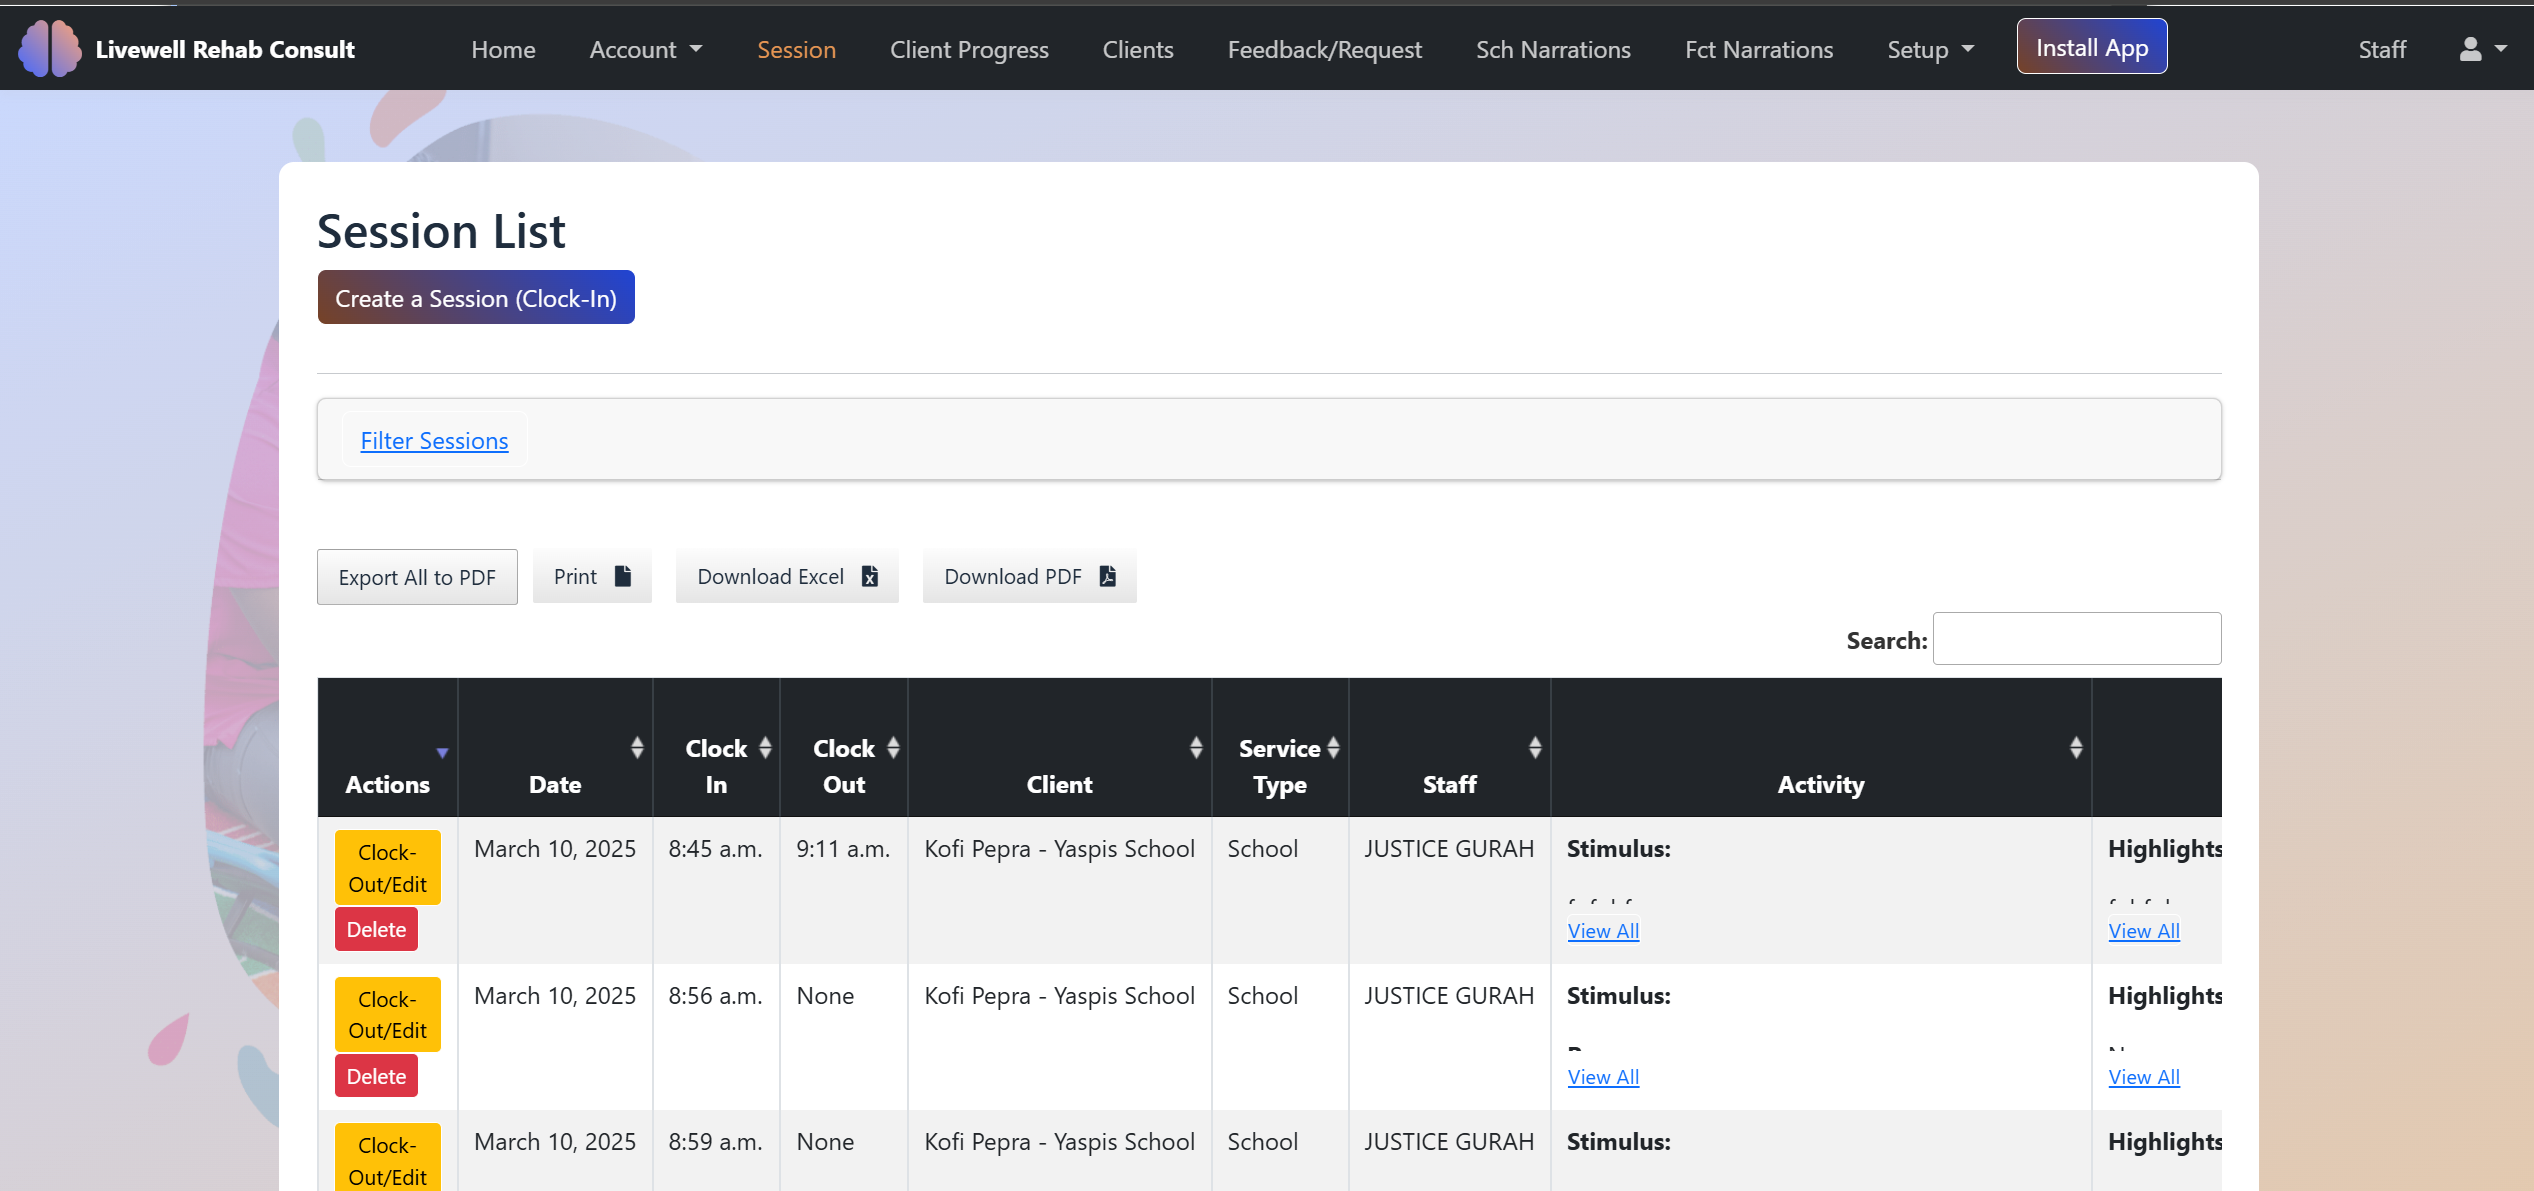 Livewell Rehab Consult Home Account Session Client Progress Clients Feedback/Request Sch Narrations Fct Narrations Setup Install App Staff
Session List
Create a Session (Clock-In)
Filter Sessions
Export All to PDF Print Download Excel Download PDF
Search:
Actions Date Clock In Clock Out Client Service Type Staff Activity
Clock-Out/Edit Delete March 10, 2025 8:45 a.m. 9:11 a.m. Kofi Pepra - Yaspis School School JUSTICE GURAH Stimulus: View All Highlights View All
Clock-Out/Edit Delete March 10, 2025 8:56 a.m. None Kofi Pepra - Yaspis School School JUSTICE GURAH Stimulus: View All Highlights View All
Clock-Out/Edit March 10, 2025 8:59 a.m. None Kofi Pepra - Yaspis School School JUSTICE GURAH Stimulus: Highlights